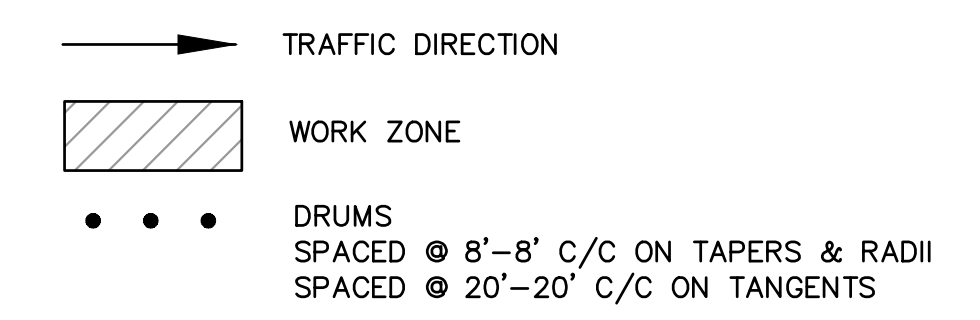 TRAFFIC DIRECTION
WORK ZONE
DRUMS
SPACED @ 8'-8' C/C ON TAPERS & RADII
SPACED @ 20'-20' C/C ON TANGENTS